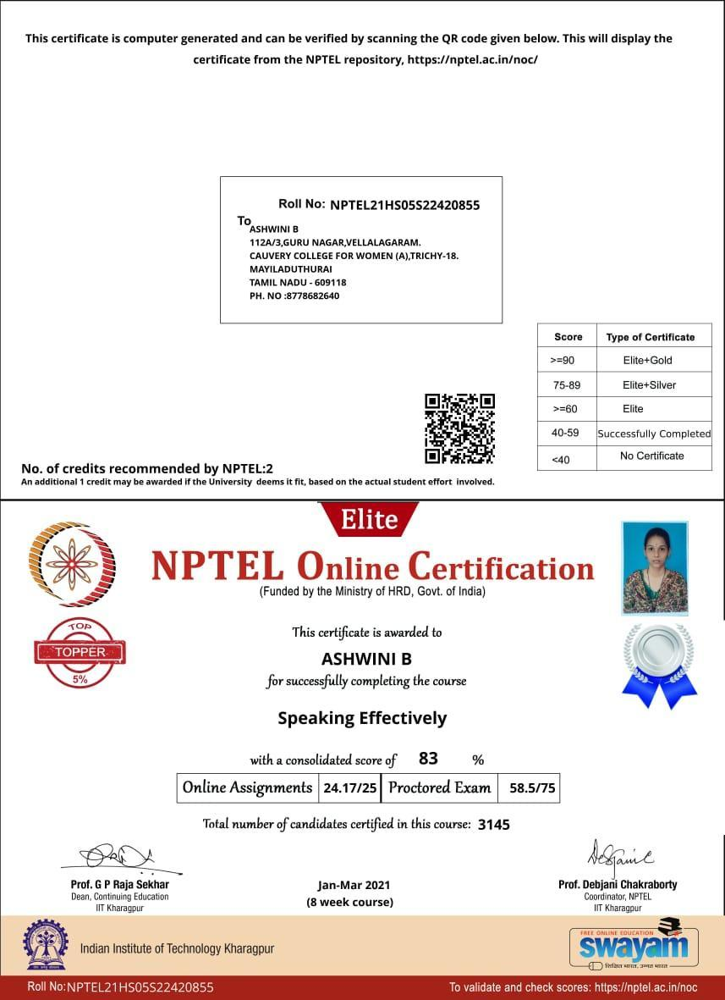 This certificate is computer generated and can be verified by scanning the QR code given below. This will display the
certificate from the NPTEL repository, https://nptel.ac.in/noc/
Roll No: NPTEL21HS05S22420855
To
ASHWINI B
112A/3,GURU NAGAR,VELLALAGARAM.
CAUVERY COLLEGE FOR WOMEN (A),TRICHY-18.
MAYILADUTHURAI
TAMIL NADU - 609118
PH. NO :8778682640
Score Type of Certificate
>=90 Elite+Gold
75-89 Elite+Silver
>=60 Elite
40-59 Successfully Completed
<40 No Certificate
No. of credits recommended by NPTEL:2
An additional 1 credit may be awarded if the University deems it fit, based on the actual student effort involved.
Elite
NPTEL Online Certification
(Funded by the Ministry of HRD, Govt. of India)
TOP
TOPPER
5%
This certificate is awarded to
ASHWINI B
for successfully completing the course
Speaking Effectively
with a consolidated score of 83 %
Online Assignments 24.17/25 Proctored Exam 58.5/75
Total number of candidates certified in this course: 3145
Prof. G P Raja Sekhar
Dean, Continuing Education
IIT Kharagpur
Jan-Mar 2021
(8 week course)
Prof. Debjani Chakraborty
Coordinator, NPTEL
IIT Kharagpur
Indian Institute of Technology Kharagpur
FREE ONLINE EDUCATION
swayam
शिक्षित भारत, उन्नत भारत
Roll No:NPTEL21HS05S22420855
To validate and check scores: https://nptel.ac.in/noc